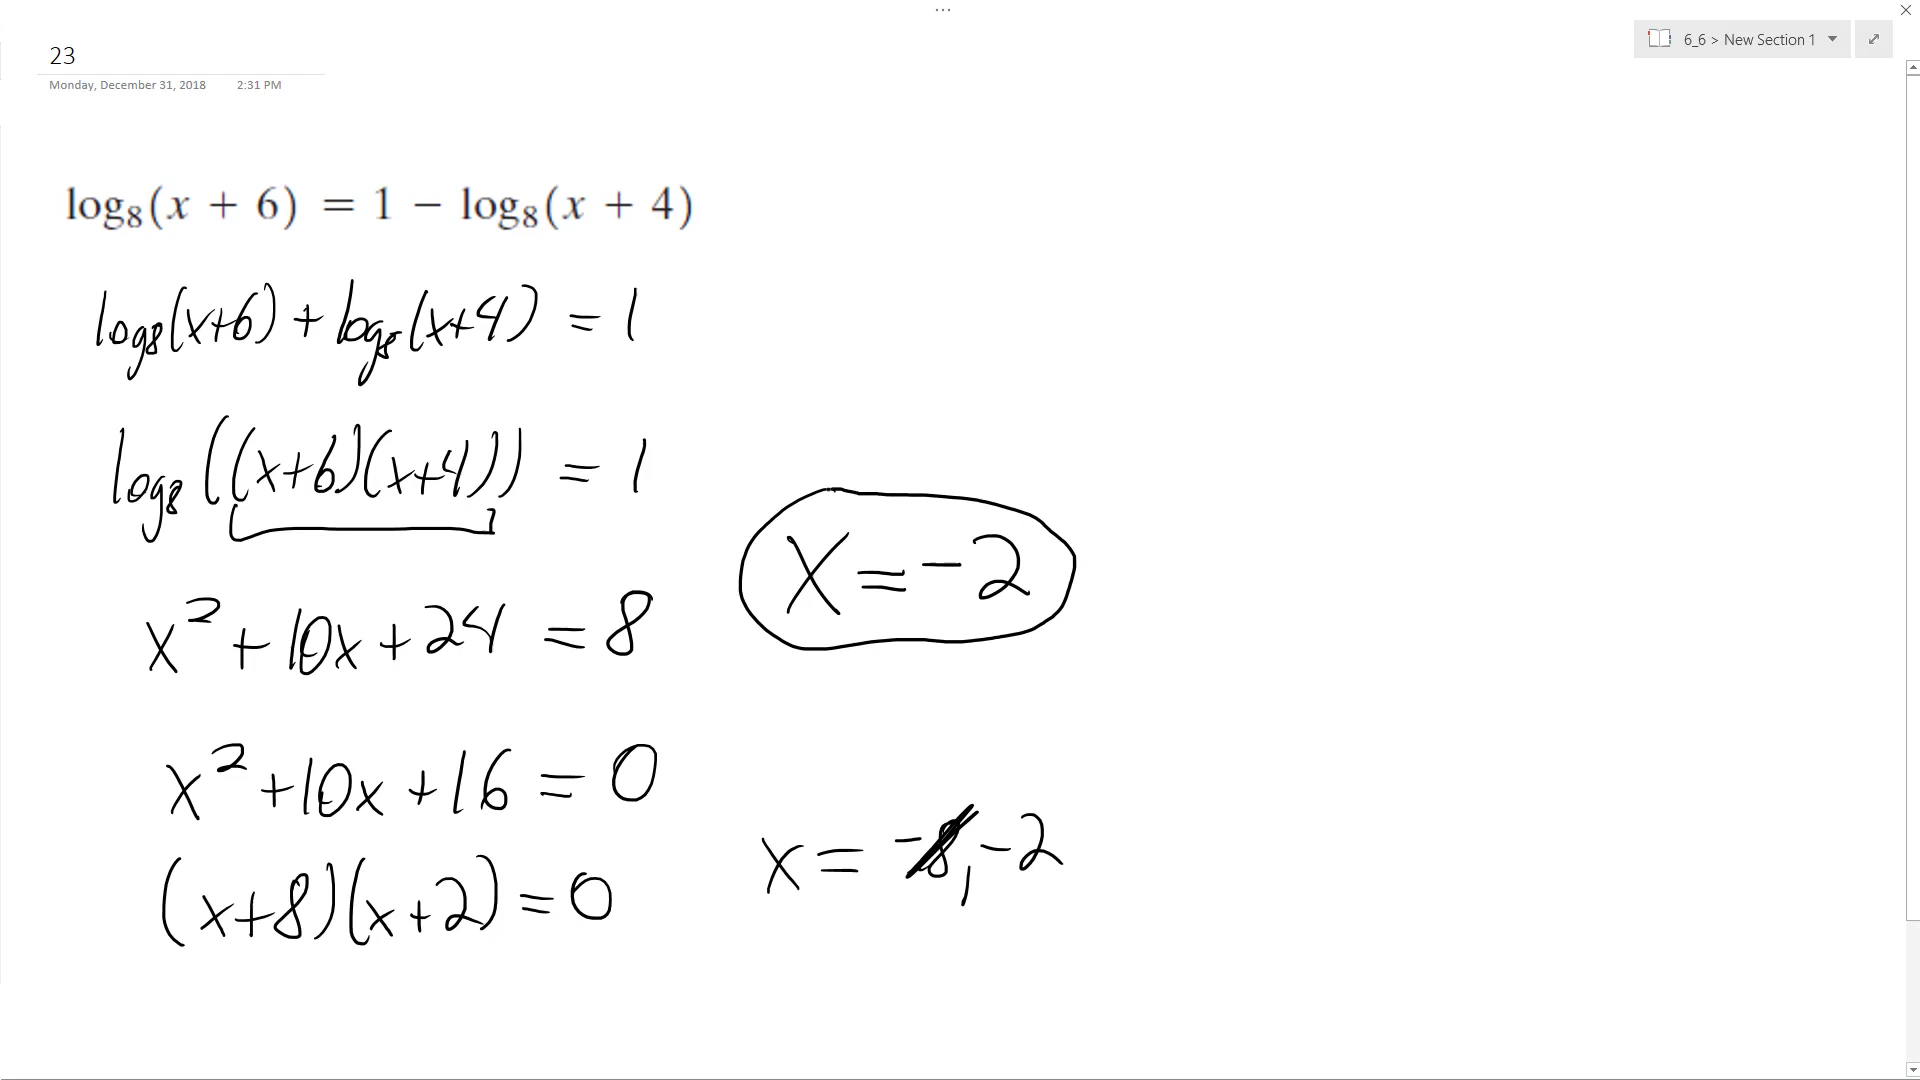 ...
6_6 > New Section 1
23
Monday, December 31, 2018 2:31 PM
log₈(x + 6) = 1 − log₈(x + 4)
log₈(x+6) + log₈(x+4) = 1
log₈((x+6)(x+4)) = 1
x = -2
x² + 10x + 24 = 8
x² + 10x + 16 = 0
x = -8, -2
(x+8)(x+2) = 0